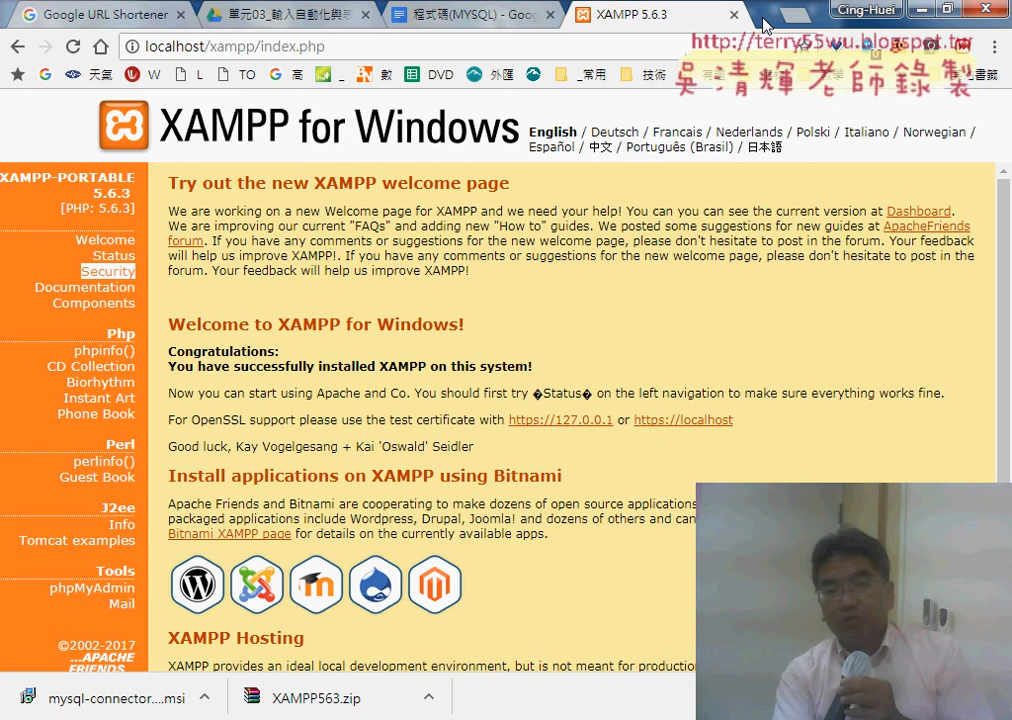 Google URL Shortener
單元03_輸入自動化與表
程式碼(MYSQL) - Goog
XAMPP 5.6.3
Cing-Huei
localhost/xampp/index.php
http://terry55wu.blogspot.tw
天氣
W
L
TO
高
_
數
DVD
外匯
_常用
技術
書籤
吳清輝老師錄製
XAMPP for Windows
English / Deutsch / Francais / Nederlands / Polski / Italiano / Norwegian /
Español / 中文 / Português (Brasil) / 日本語
XAMPP-PORTABLE
5.6.3
[PHP: 5.6.3]
Welcome
Status
Security
Documentation
Components
Php
phpinfo()
CD Collection
Biorhythm
Instant Art
Phone Book
Perl
perlinfo()
Guest Book
J2ee
Info
Tomcat examples
Tools
phpMyAdmin
Mail
©2002-2017
...APACHE
FRIENDS
Try out the new XAMPP welcome page
We are working on a new Welcome page for XAMPP and we need your help! You can you can see the current version at Dashboard.
We are improving our current "FAQs" and adding new "How to" guides. We posted some suggestions for new guides at ApacheFriends
forum. If you have any comments or suggestions for the new welcome page, please don't hesitate to post in the forum. Your feedback
will help us improve XAMPP!. If you have any comments or suggestions for the new welcome page, please don't hesitate to post in the
forum. Your feedback will help us improve XAMPP!
Welcome to XAMPP for Windows!
Congratulations:
You have successfully installed XAMPP on this system!
Now you can start using Apache and Co. You should first try �Status� on the left navigation to make sure everything works fine.
For OpenSSL support please use the test certificate with https://127.0.0.1 or https://localhost
Good luck, Kay Vogelgesang + Kai 'Oswald' Seidler
Install applications on XAMPP using Bitnami
Apache Friends and Bitnami are cooperating to make dozens of open source applications
packaged applications include Wordpress, Drupal, Joomla! and dozens of others and can
Bitnami XAMPP page for details on the currently available apps.
XAMPP Hosting
XAMPP provides an ideal local development environment, but is not meant for production
mysql-connector....msi
XAMPP563.zip